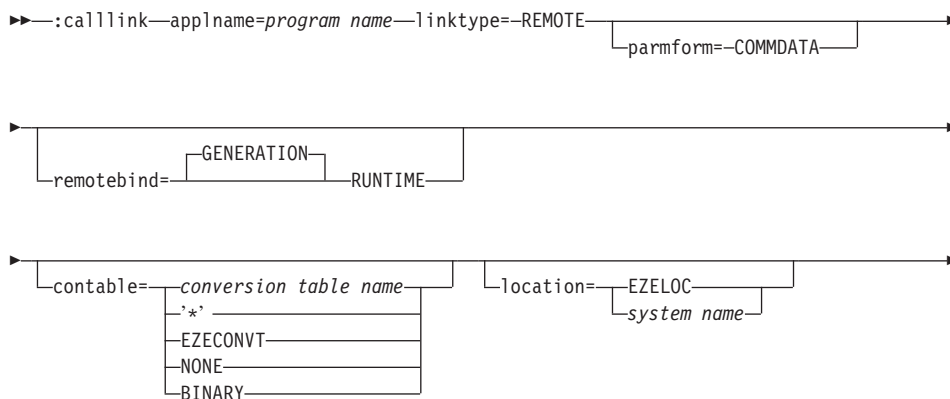 :calllink applname=program name linktype= REMOTE
parmform= COMMDATA
GENERATION
remotebind= RUNTIME
contable= conversion table name location= EZELOC
'*' system name
EZECONVT
NONE
BINARY